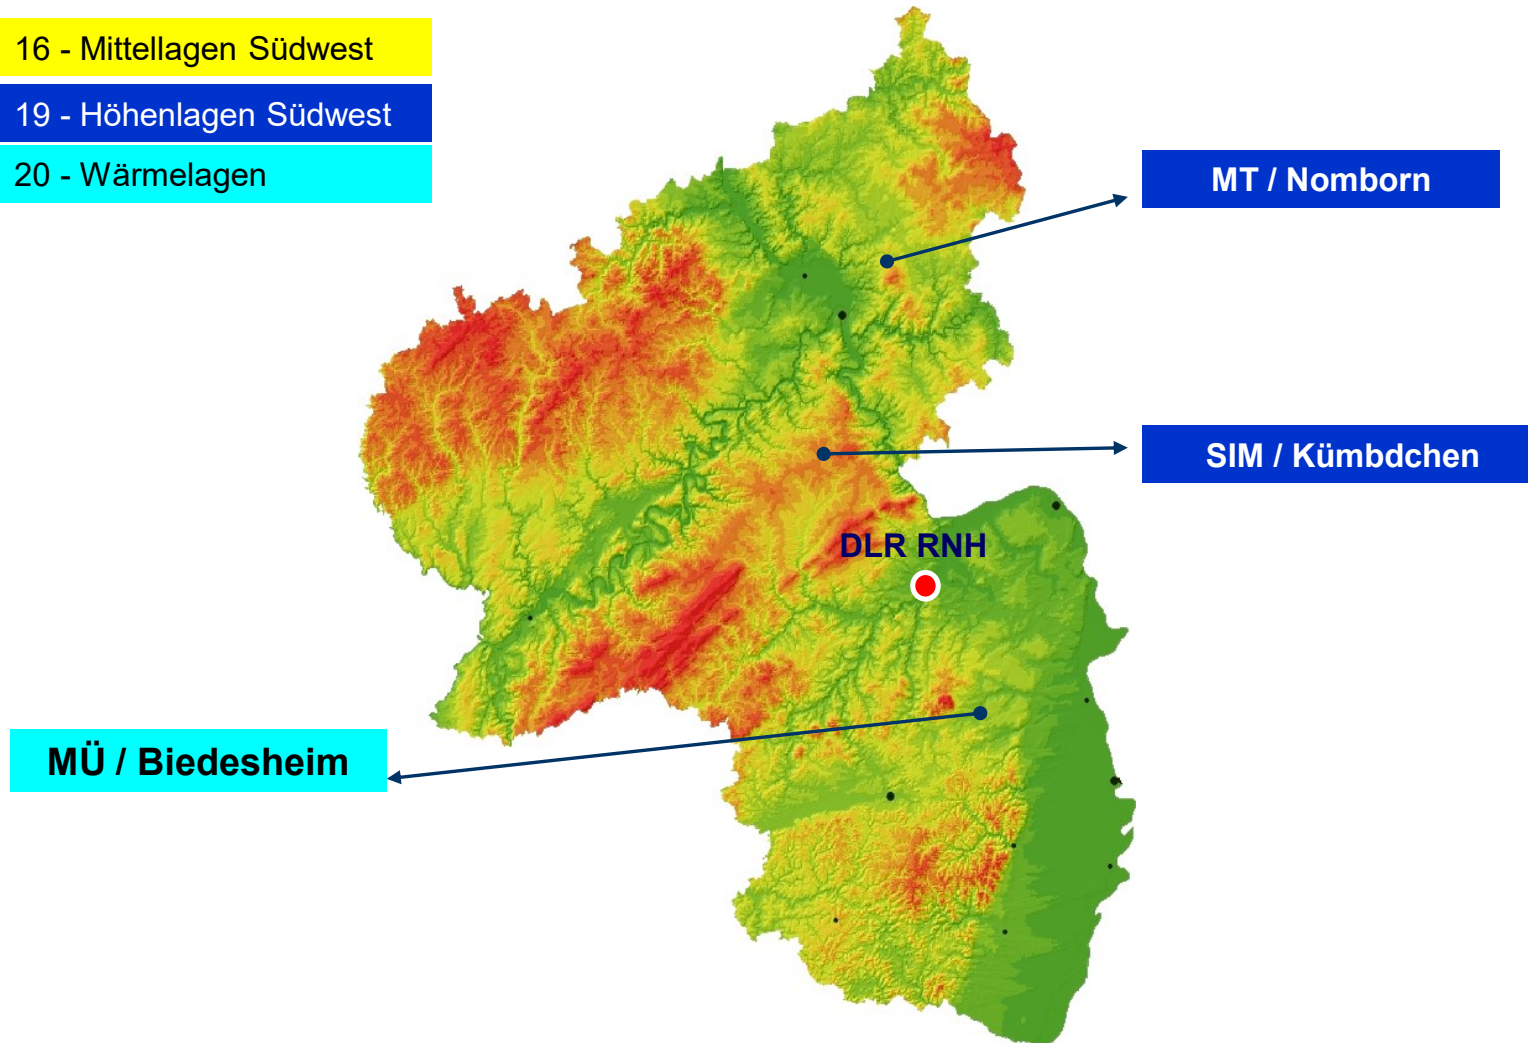 16 - Mittellagen Südwest
19 - Höhenlagen Südwest
20 - Wärmelagen
MT / Nomborn
SIM / Kümbdchen
DLR RNH
MÜ / Biedesheim